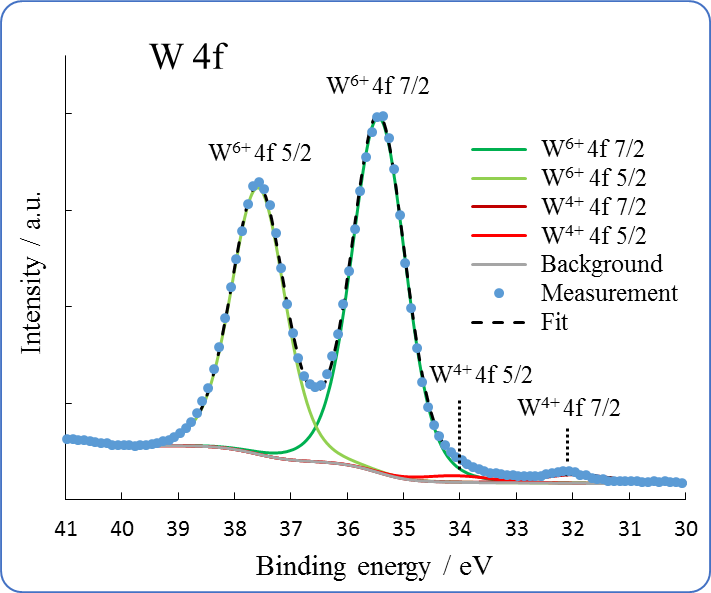 W 4f
W⁶⁺ 4f 7/2
W⁶⁺ 4f 5/2
W⁶⁺ 4f 7/2
W⁶⁺ 4f 5/2
W⁴⁺ 4f 7/2
W⁴⁺ 4f 5/2
Background
Measurement
Fit
W⁴⁺ 4f 5/2
W⁴⁺ 4f 7/2
Intensity / a.u.
41 40 39 38 37 36 35 34 33 32 31 30
Binding energy / eV